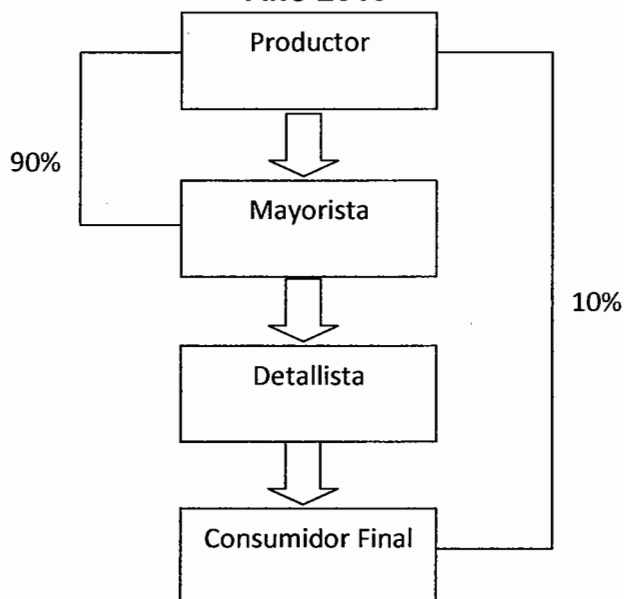 Productor
90%
Mayorista
10%
Detallista
Consumidor Final